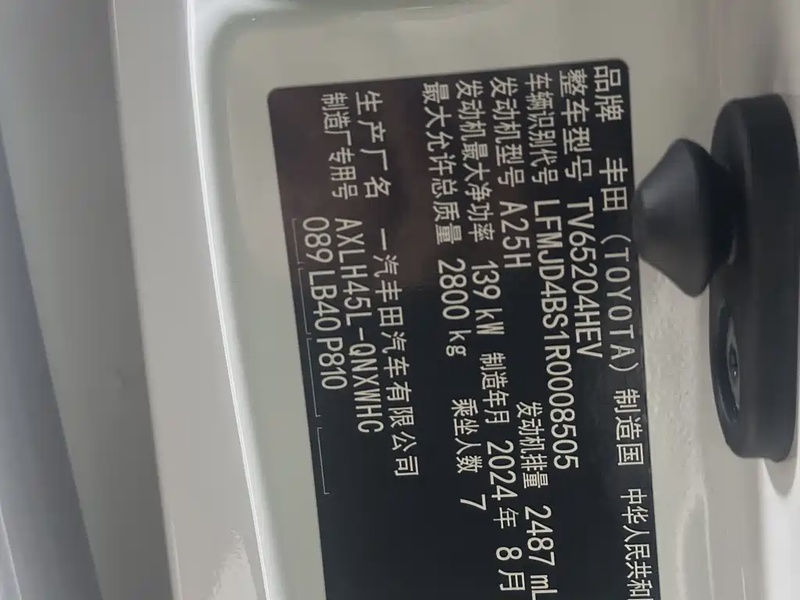 品牌 丰田 (TOYOTA) 制造国 中华人民共和
整车型号 TV65204HEV
车辆识别代号 LFMJD4BS1R0008505
发动机型号 A25H 发动机排量 2487 mL
发动机最大净功率 139 kW 制造年月 2024 年 8 月
最大允许总质量 2800 kg 乘坐人数 7
生产厂名 一汽丰田汽车有限公司
制造厂专用号 AXLH45L-QNXWHC
089 LB40 P810